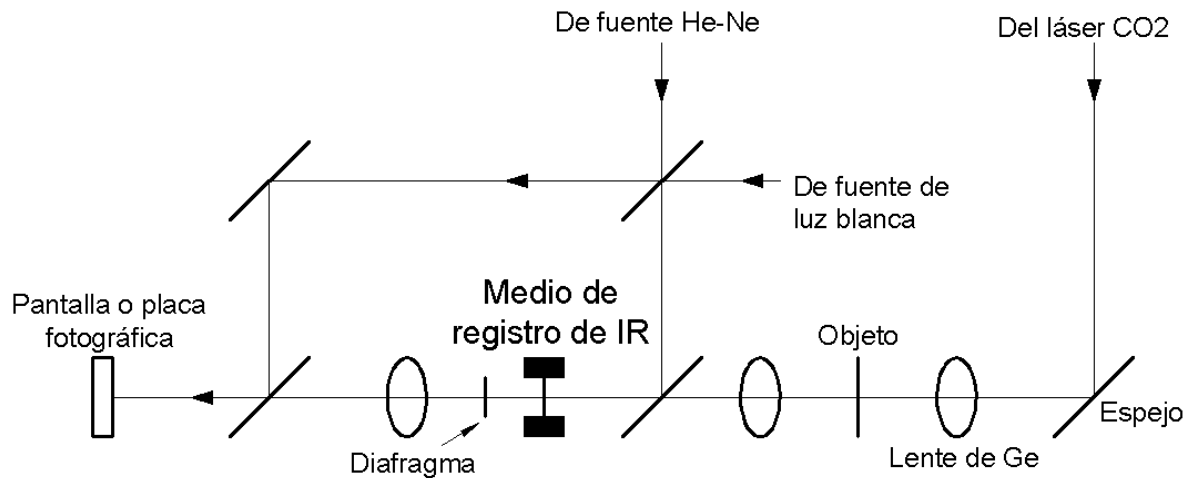 De fuente He-Ne
Del láser CO2
De fuente de
luz blanca
Pantalla o placa
fotográfica
Medio de
registro de IR
Objeto
Espejo
Diafragma
Lente de Ge